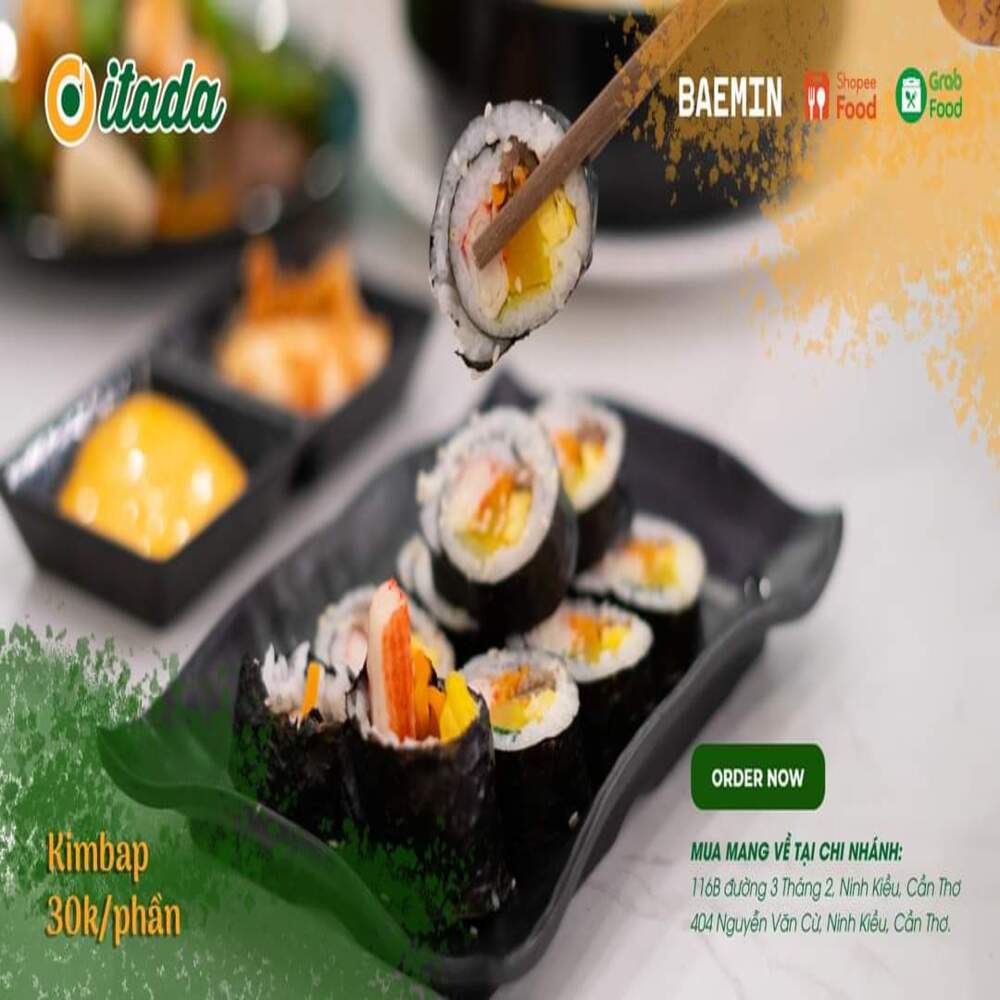 itada
BAEMIN
Shopee
Food
Grab
Food
ORDER NOW
MUA MANG VỀ TẠI CHI NHÁNH:
116B đường 3 Tháng 2, Ninh Kiều, Cần Thơ
404 Nguyễn Văn Cừ, Ninh Kiều, Cần Thơ.
Kimbap
30k/phần